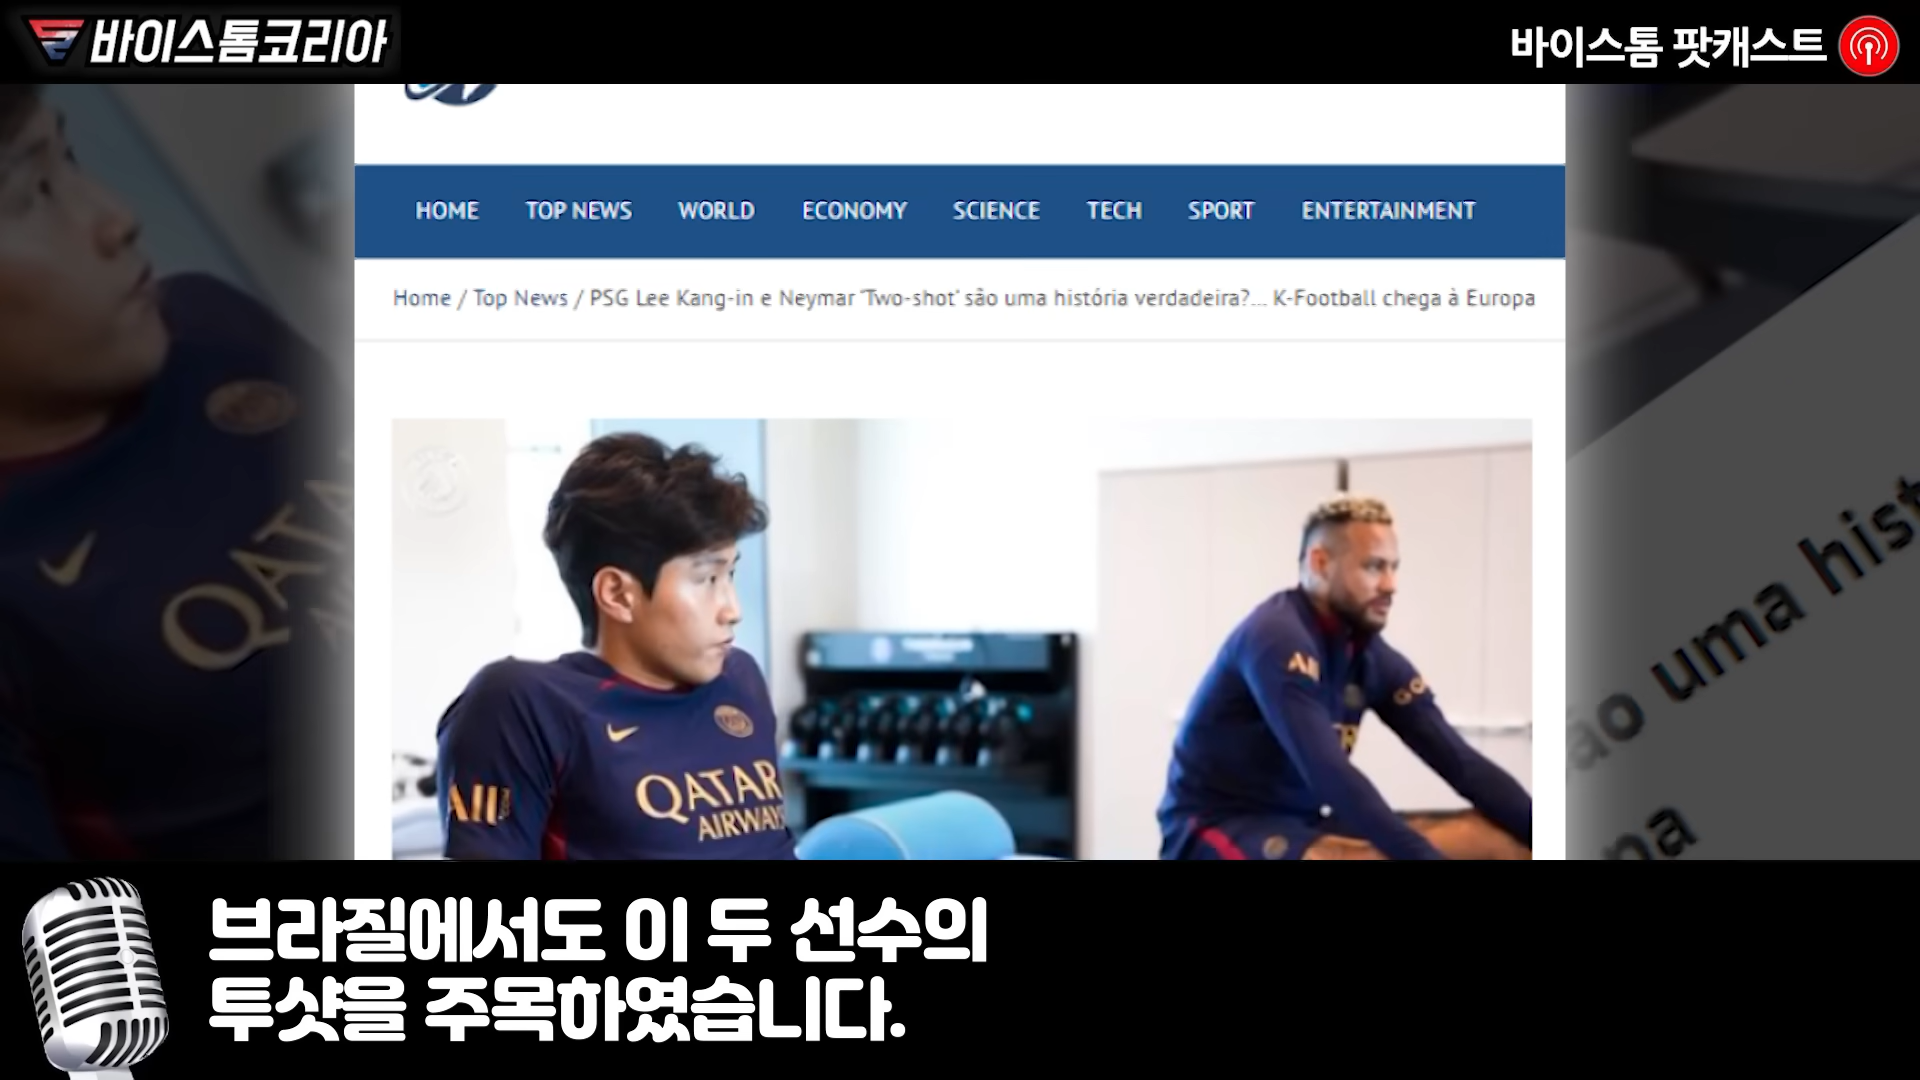 바이스톰코리아
바이스톰 팟캐스트
HOME TOP NEWS WORLD ECONOMY SCIENCE TECH SPORT ENTERTAINMENT
Home / Top News / PSG Lee Kang-in e Neymar 'Two-shot' são uma história verdadeira?... K-Football chega à Europa
QATAR
AIRWAYS
ALL
QATA
ão uma hist
pa
브라질에서도 이 두 선수의
투샷을 주목하였습니다.